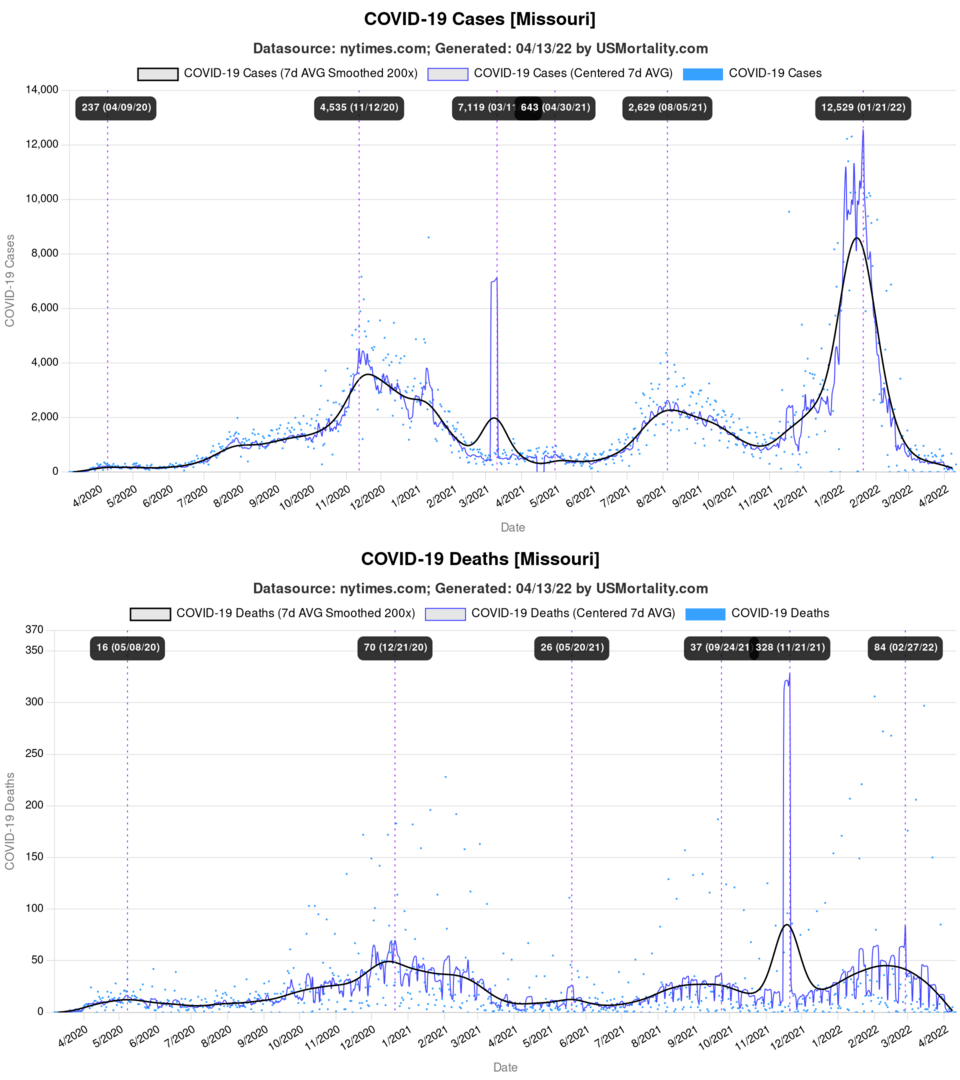 COVID-19 Cases [Missouri]
Datasource: nytimes.com; Generated: 04/13/22 by USMortality.com
COVID-19 Cases (7d AVG Smoothed 200x) COVID-19 Cases (Centered 7d AVG) COVID-19 Cases
14,000
237 (04/09/20) 4,535 (11/12/20) 7,119 (03/11 643 (04/30/21) 2,629 (08/05/21) 12,529 (01/21/22)
12,000
10,000
8,000
COVID-19 Cases
6,000
4,000
2,000
0
4/2020 5/2020 6/2020 7/2020 8/2020 9/2020 10/2020 11/2020 12/2020 1/2021 2/2021 3/2021 4/2021 5/2021 6/2021 7/2021 8/2021 9/2021 10/2021 11/2021 12/2021 1/2022 2/2022 3/2022 4/2022
Date
COVID-19 Deaths [Missouri]
Datasource: nytimes.com; Generated: 04/13/22 by USMortality.com
COVID-19 Deaths (7d AVG Smoothed 200x) COVID-19 Deaths (Centered 7d AVG) COVID-19 Deaths
370
350
16 (05/08/20) 70 (12/21/20) 26 (05/20/21) 37 (09/24/21 328 (11/21/21) 84 (02/27/22)
300
250
200
COVID-19 Deaths
150
100
50
0
4/2020 5/2020 6/2020 7/2020 8/2020 9/2020 10/2020 11/2020 12/2020 1/2021 2/2021 3/2021 4/2021 5/2021 6/2021 7/2021 8/2021 9/2021 10/2021 11/2021 12/2021 1/2022 2/2022 3/2022 4/2022
Date